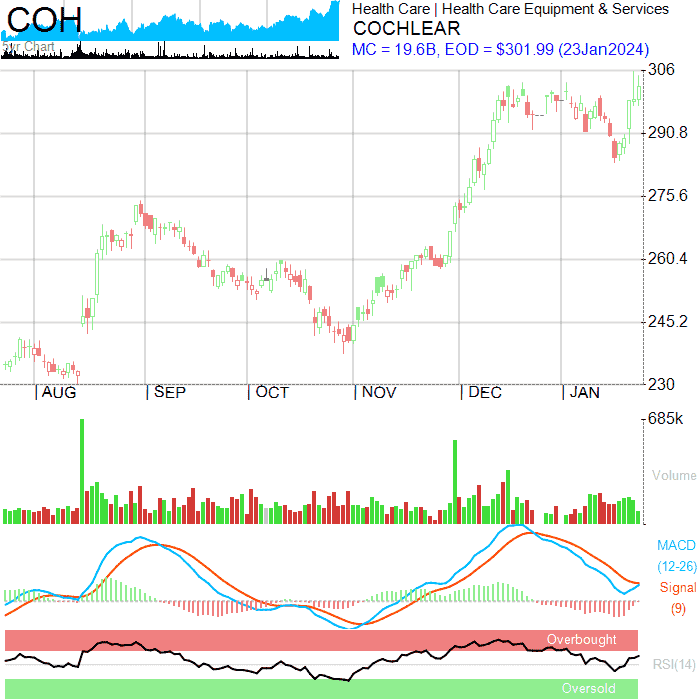 COH
5yr Chart
Health Care | Health Care Equipment & Services
COCHLEAR
MC = 19.6B, EOD = $301.99 (23Jan2024)
306
290.8
275.6
260.4
245.2
230
| AUG | SEP | OCT | NOV | DEC | JAN
685k
Volume
MACD
(12-26)
Signal
(9)
Overbought
RSI(14)
Oversold